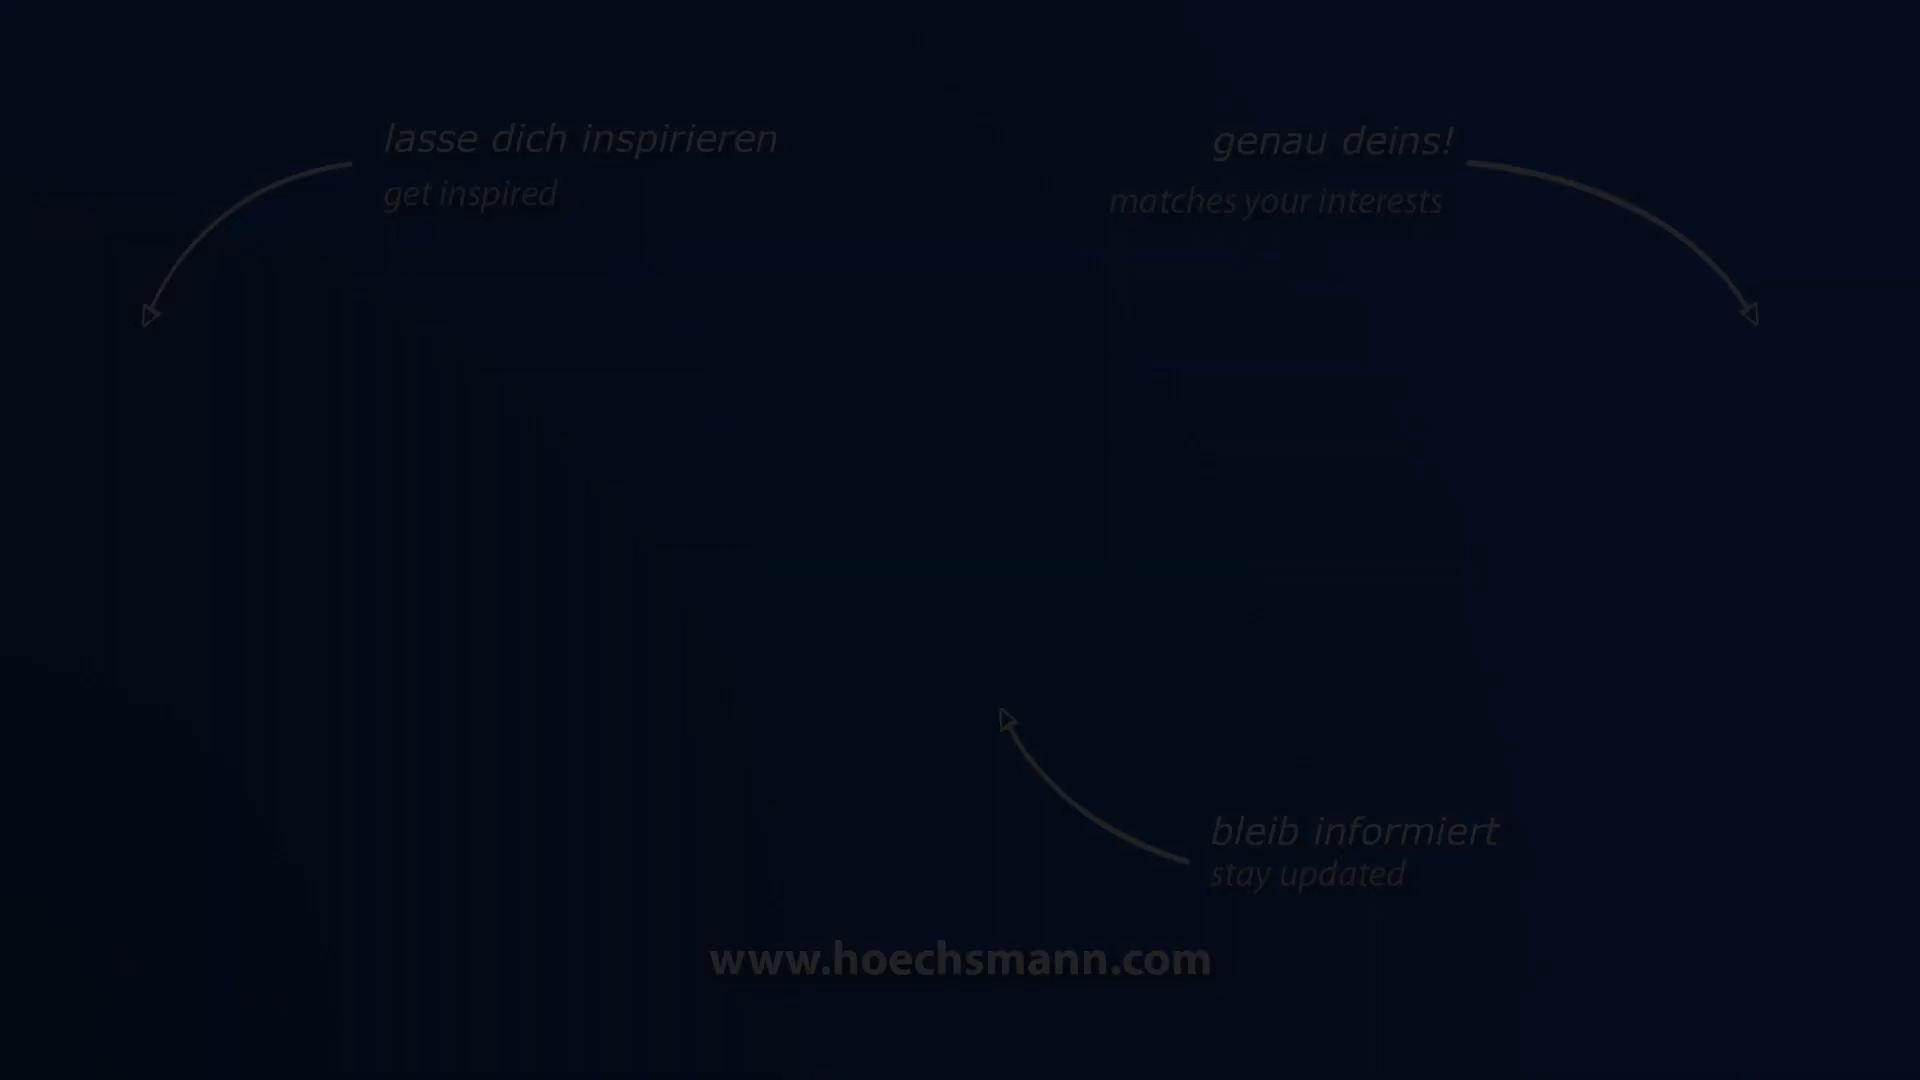 lasse dich inspirieren
get inspired
genau deins!
matches your interests
bleib informiert
stay updated
www.hoechsmann.com